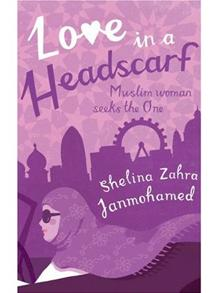 Love in a
Headscarf
Muslim woman
seeks the One
Shelina Zahra
Janmohamed